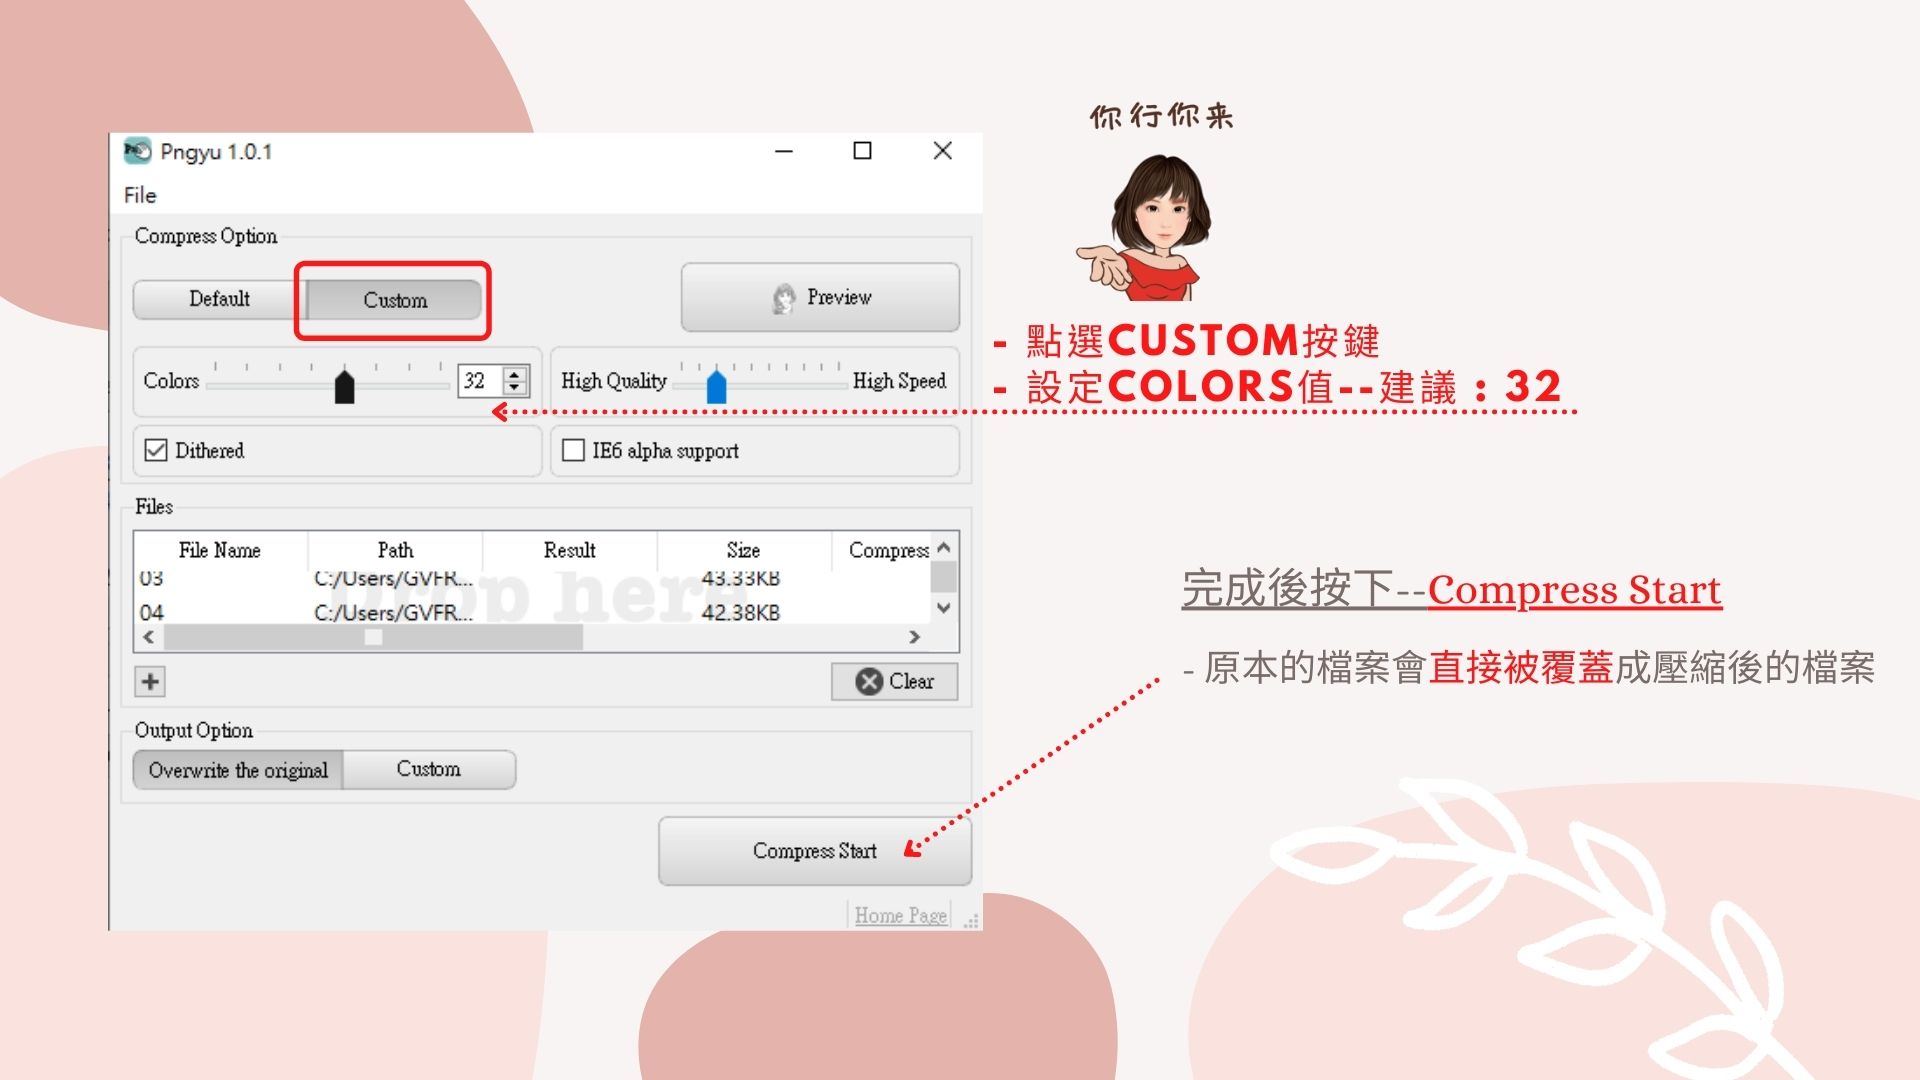 Pngyu 1.0.1
File
Compress Option
Default
Custom
Preview
Colors
32
High Quality
High Speed
Dithered
IE6 alpha support
Files
File Name Path Result Size Compress
03 C:/Users/GVFR... 43.33KB
04 C:/Users/GVFR... 42.38KB
Drop here
Clear
Output Option
Overwrite the original
Custom
Compress Start
Home Page
你行你来
- 點選CUSTOM按鍵
- 設定COLORS值--建議：32
完成後按下--Compress Start
- 原本的檔案會直接被覆蓋成壓縮後的檔案